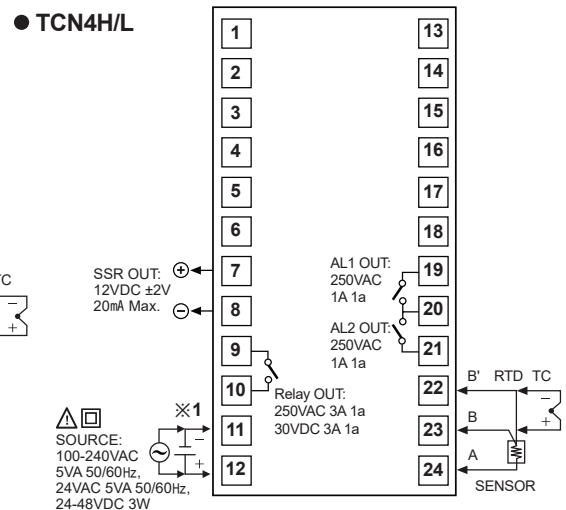 ● TCN4H/L
1
2
3
4
5
6
7
8
9
10
11
12
13
14
15
16
17
18
19
20
21
22
23
24
TC
−
+
SSR OUT:
12VDC ±2V
20mA Max.
⊕
⊖
Relay OUT:
250VAC 3A 1a
30VDC 3A 1a
※1
−
+
SOURCE:
100-240VAC
5VA 50/60Hz,
24VAC 5VA 50/60Hz,
24-48VDC 3W
AL1 OUT:
250VAC
1A 1a
AL2 OUT:
250VAC
1A 1a
B' RTD TC
B
A
−
+
SENSOR